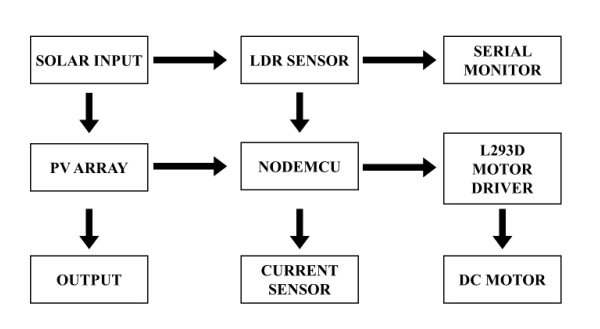 SOLAR INPUT
LDR SENSOR
SERIAL
MONITOR
PV ARRAY
NODEMCU
L293D
MOTOR
DRIVER
OUTPUT
CURRENT
SENSOR
DC MOTOR